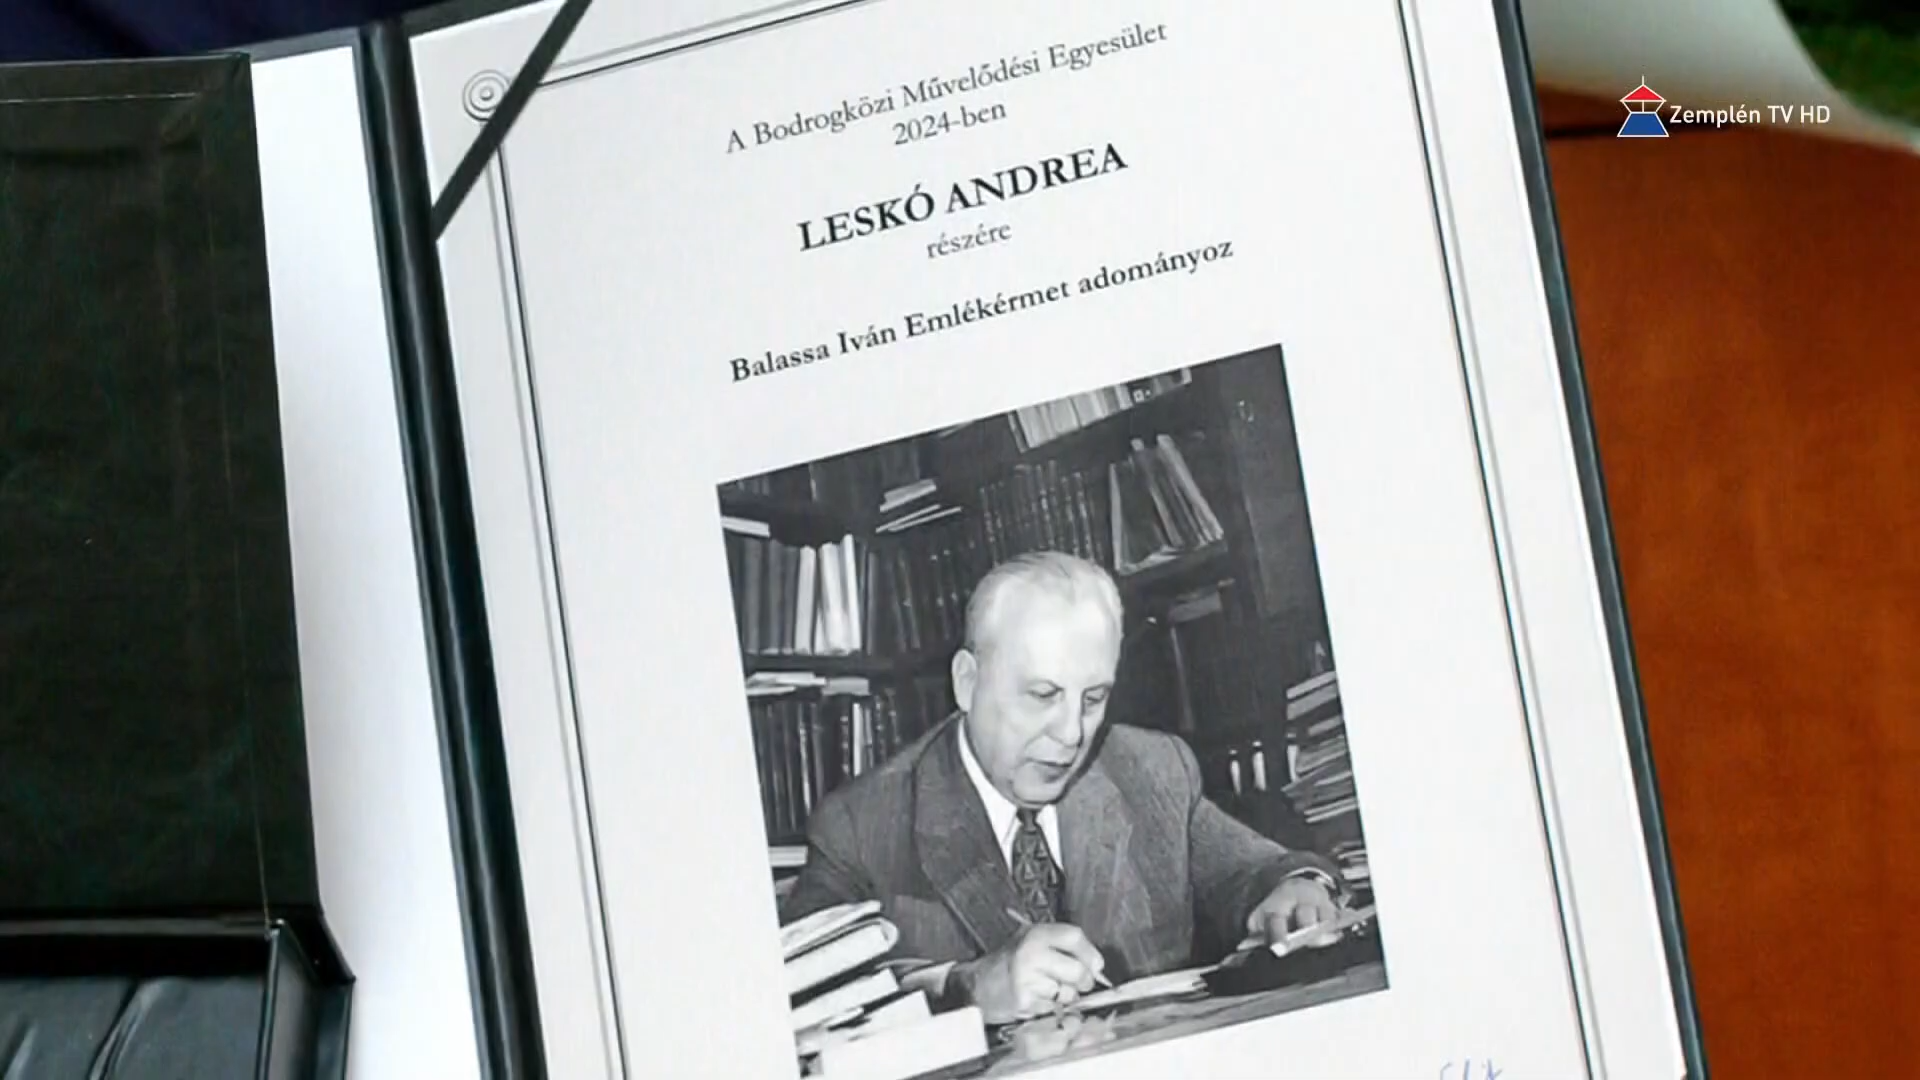 A Bodrogközi Művelődési Egyesület
2024-ben
LESKÓ ANDREA
részére
Balassa Iván Emlékérmet adományoz
Zemplén TV HD